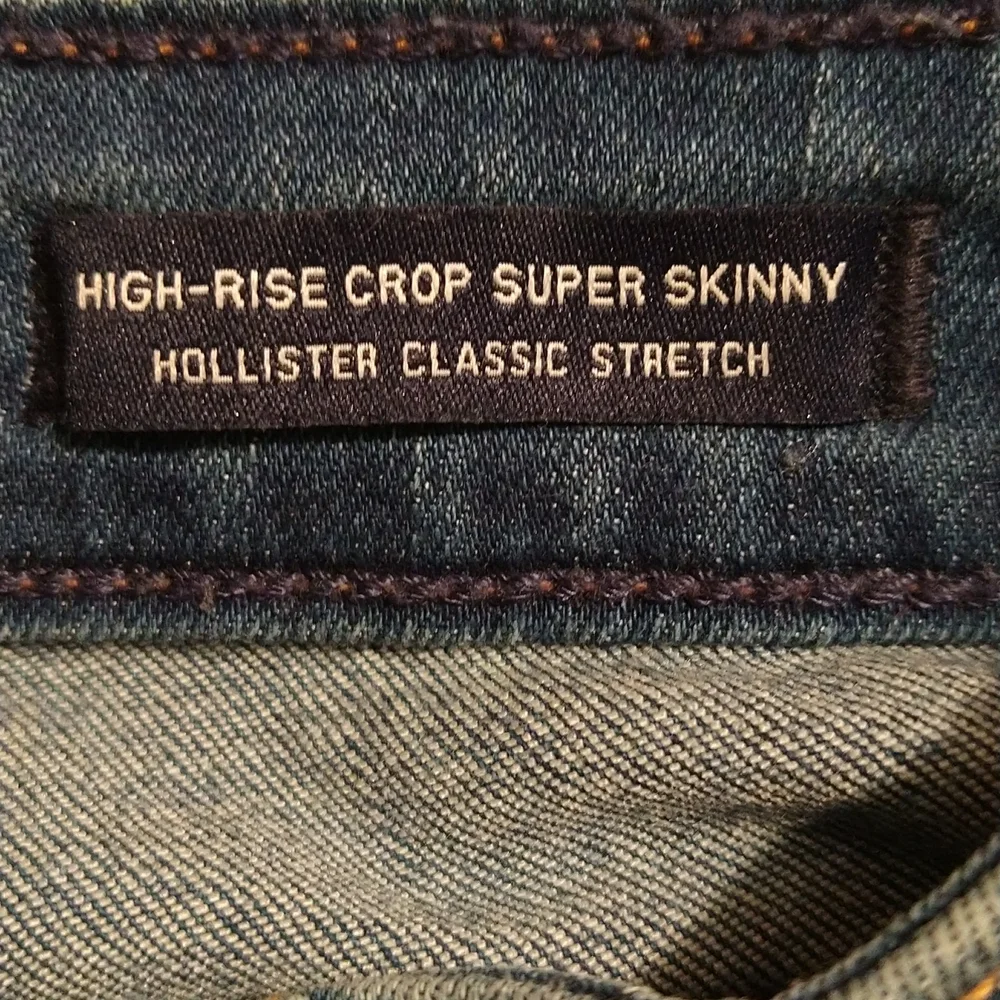 HIGH-RISE CROP SUPER SKINNY
HOLLISTER CLASSIC STRETCH